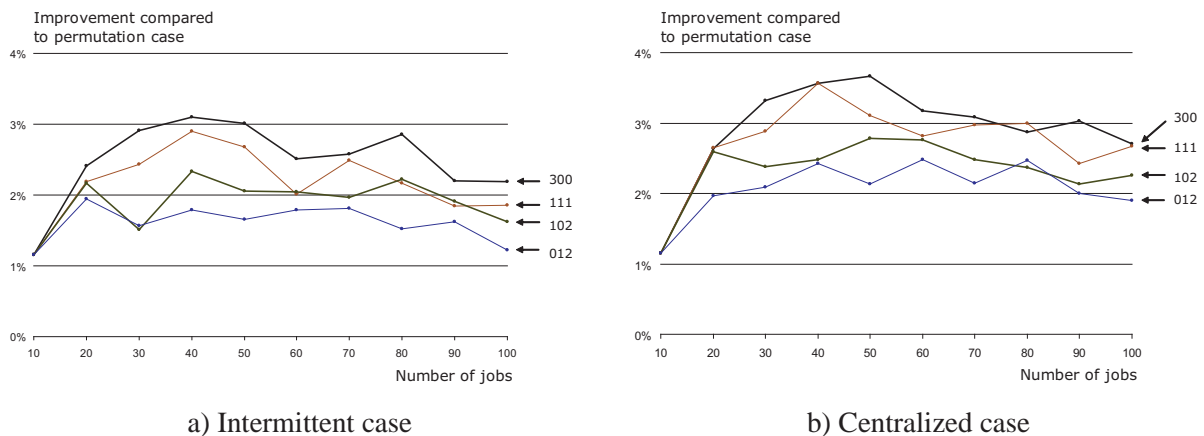 Improvement compared
to permutation case
4%
3%
2%
1%
0%
10 20 30 40 50 60 70 80 90 100
Number of jobs
300
111
102
012
a) Intermittent case
Improvement compared
to permutation case
4%
3%
2%
1%
0%
10 20 30 40 50 60 70 80 90 100
Number of jobs
300
111
102
012
b) Centralized case